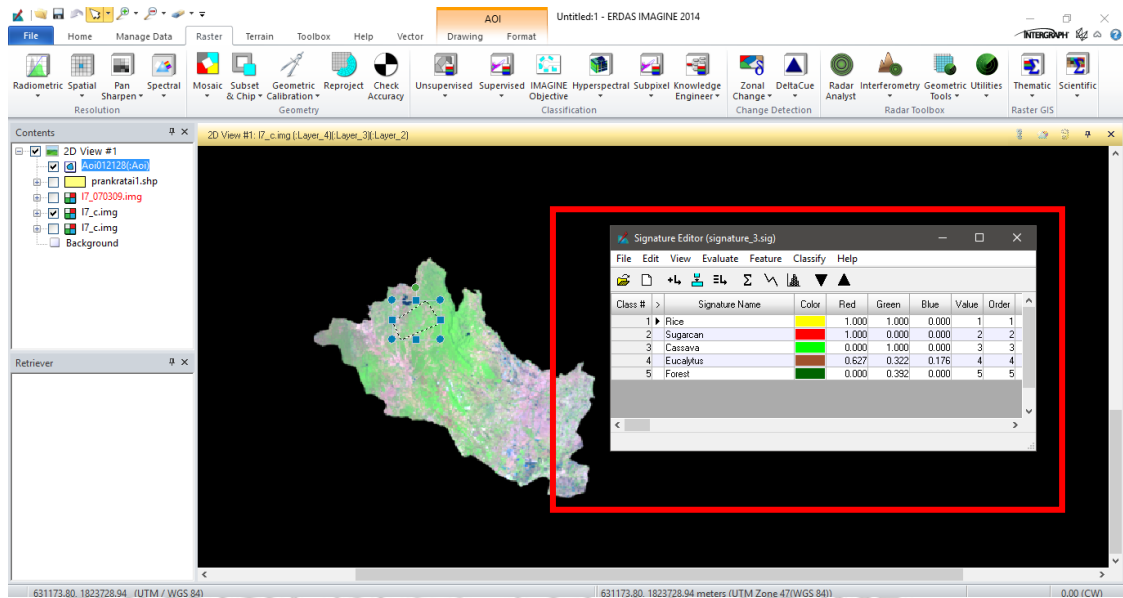 AOI
Untitled:1 - ERDAS IMAGINE 2014
File Home Manage Data Raster Terrain Toolbox Help Vector Drawing Format
INTERGRAPH
Radiometric Spatial Pan Sharpen Spectral Mosaic Subset & Chip Geometric Calibration Reproject Check Accuracy Unsupervised Supervised IMAGINE Objective Hyperspectral Subpixel Knowledge Engineer Zonal Change DeltaCue Radar Analyst Interferometry Geometric Tools Utilities Thematic Scientific
Resolution Geometry Classification Change Detection Radar Toolbox Raster GIS
Contents
2D View #1: l7_c.img (:Layer_4)(:Layer_3)(:Layer_2)
2D View #1
Aoi012128(:Aoi)
prankratai1.shp
l7_070309.img
l7_c.img
l7_c.img
Background
Retriever
Signature Editor (signature_3.sig)
File Edit View Evaluate Feature Classify Help
Class # > Signature Name Color Red Green Blue Value Order
1 Rice 1.000 1.000 0.000 1 1
2 Sugarcan 1.000 0.000 0.000 2 2
3 Cassava 0.000 1.000 0.000 3 3
4 Eucalytus 0.627 0.322 0.176 4 4
5 Forest 0.000 0.392 0.000 5 5
631173.80, 1823728.94 (UTM / WGS 84)
631173.80, 1823728.94 meters (UTM Zone 47(WGS 84))
0.00 (CW)